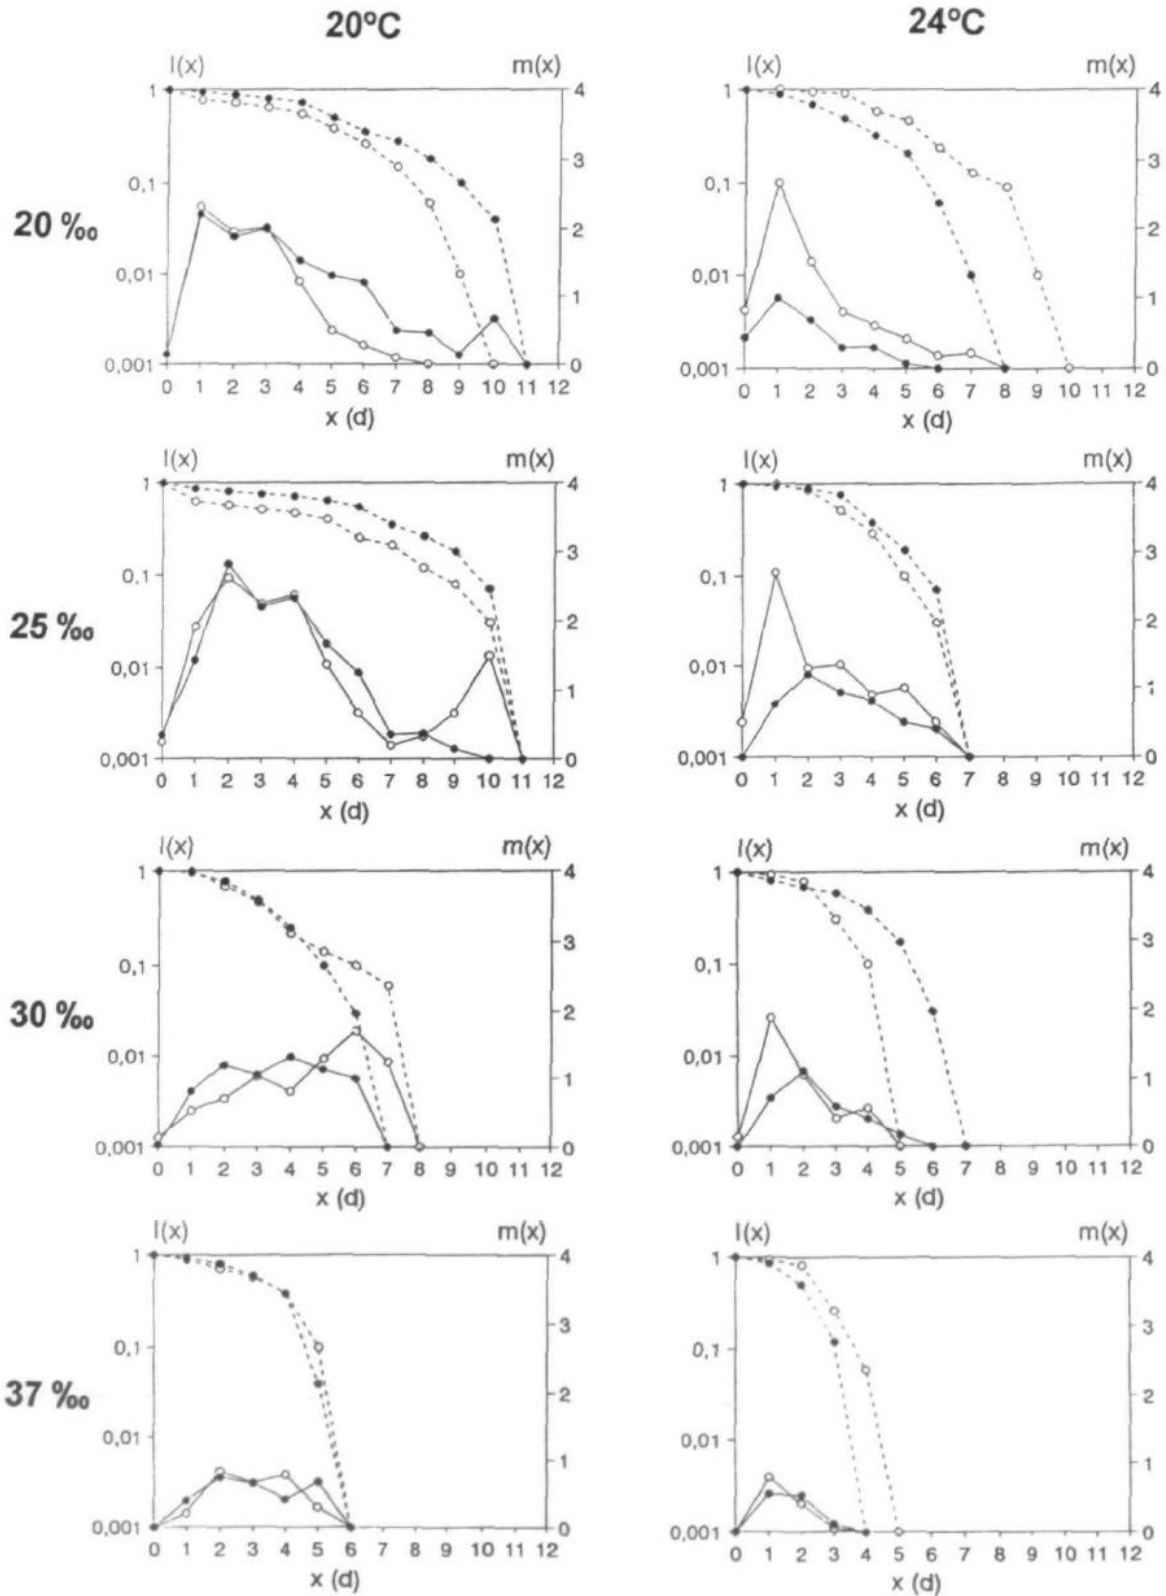 20ºC 24ºC
l(x) m(x) l(x) m(x)
1 4 1 4
0,1 3 0,1 3
20 ‰
2 2
0,01 1 0,01 1
0,001 0 0,001 0
0 1 2 3 4 5 6 7 8 9 10 11 12 0 1 2 3 4 5 6 7 8 9 10 11 12
x (d) x (d)
l(x) m(x) l(x) m(x)
1 4 1 4
3 3
0,1 0,1
25 ‰
2 2
0,01 1 0,01 1
0,001 0 0,001 0
0 1 2 3 4 5 6 7 8 9 10 11 12 0 1 2 3 4 5 6 7 8 9 10 11 12
x (d) x (d)
l(x) m(x) l(x) m(x)
1 4 1 4
0,1 3 0,1 3
30 ‰
2 2
0,01 1 0,01 1
0,001 0 0,001 0
0 1 2 3 4 5 6 7 8 9 10 11 12 0 1 2 3 4 5 6 7 8 9 10 11 12
x (d) x (d)
l(x) m(x) l(x) m(x)
1 4 1 4
0,1 3 0,1 3
37 ‰
2 2
0,01 1 0,01 1
0,001 0 0,001 0
0 1 2 3 4 5 6 7 8 9 10 11 12 0 1 2 3 4 5 6 7 8 9 10 11 12
x (d) x (d)